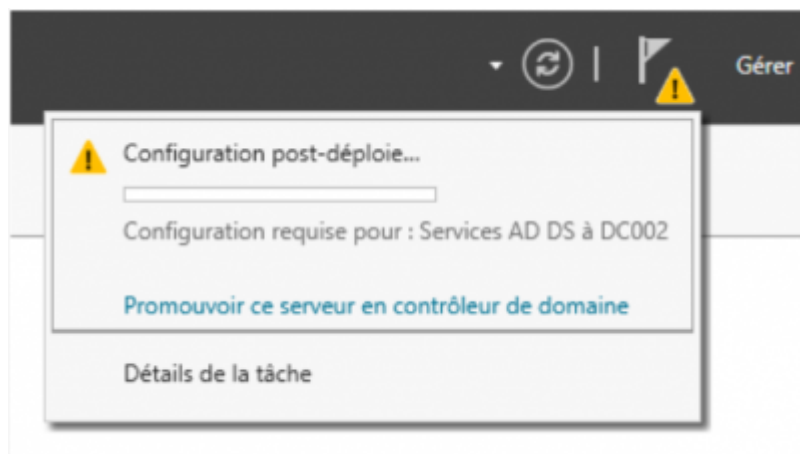 Gérer
Configuration post-déploie...
Configuration requise pour : Services AD DS à DC002
Promouvoir ce serveur en contrôleur de domaine
Détails de la tâche